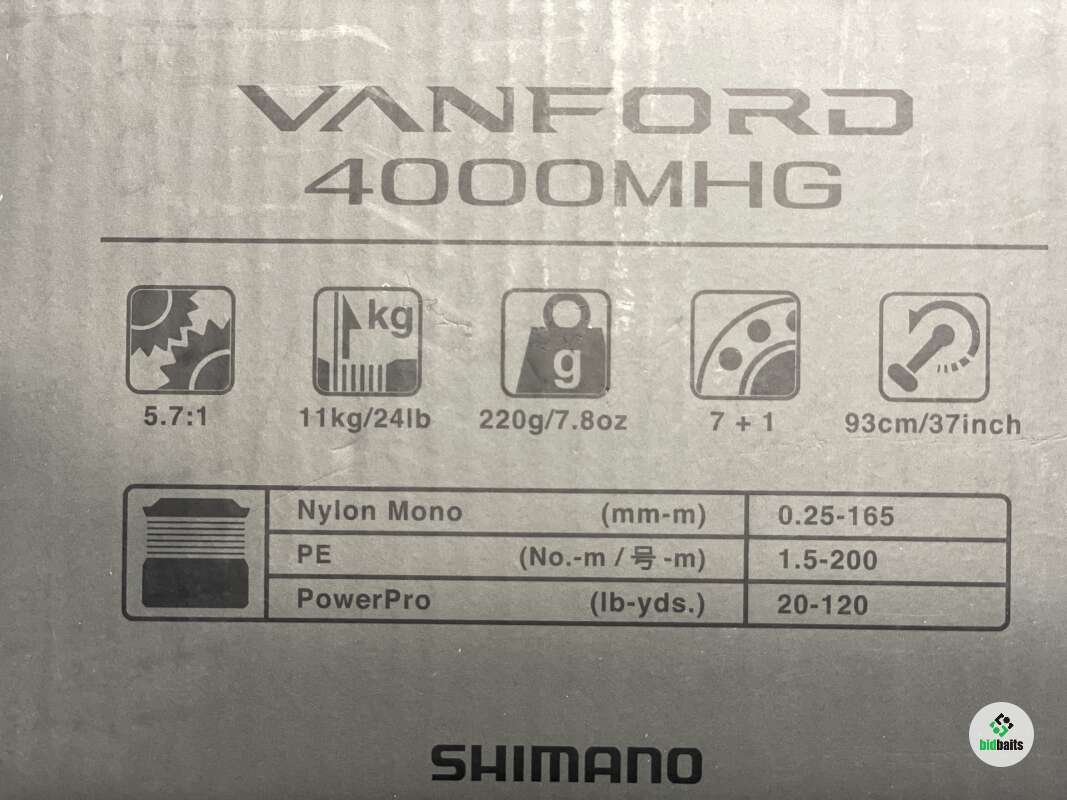 VANFORD
4000MHG
kg
g
5.7:1 11kg/24lb 220g/7.8oz 7 + 1 93cm/37inch
Nylon Mono (mm-m) 0.25-165
PE (No.-m / 号 -m) 1.5-200
PowerPro (lb-yds.) 20-120
SHIMANO
bidbaits